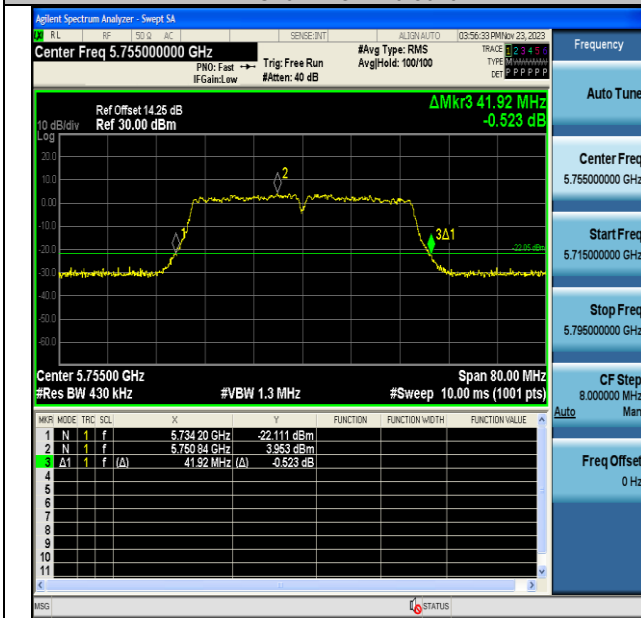 Agilent Spectrum Analyzer - Swept SA
RL RF 50 Ω AC SENSE:INT ALIGN AUTO 03:56:33 PM Nov 23, 2023
Center Freq 5.755000000 GHz
PNO: Fast
IFGain:Low
Trig: Free Run
#Atten: 40 dB
#Avg Type: RMS
Avg|Hold: 100/100
TRACE 1 2 3 4 5 6
TYPE M W W W W W
DET P P P P P P
Ref Offset 14.25 dB
Ref 30.00 dBm
10 dB/div
Log
ΔMkr3 41.92 MHz
-0.523 dB
20.0
10.0
0.00
-10.0
-20.0
-30.0
-40.0
-50.0
-60.0
1
2
3Δ1
-22.05 dBm
Center 5.75500 GHz
Span 80.00 MHz
#Res BW 430 kHz
#VBW 1.3 MHz
#Sweep 10.00 ms (1001 pts)
MKR MODE TRC SCL X Y FUNCTION FUNCTION WIDTH FUNCTION VALUE
1 N 1 f 5.734 20 GHz -22.111 dBm
2 N 1 f 5.750 84 GHz 3.953 dBm
3 Δ1 1 f (Δ) 41.92 MHz (Δ) -0.523 dB
4
5
6
7
8
9
10
11
MSG
STATUS
Frequency
Auto Tune
Center Freq
5.755000000 GHz
Start Freq
5.715000000 GHz
Stop Freq
5.795000000 GHz
CF Step
8.000000 MHz
Auto Man
Freq Offset
0 Hz